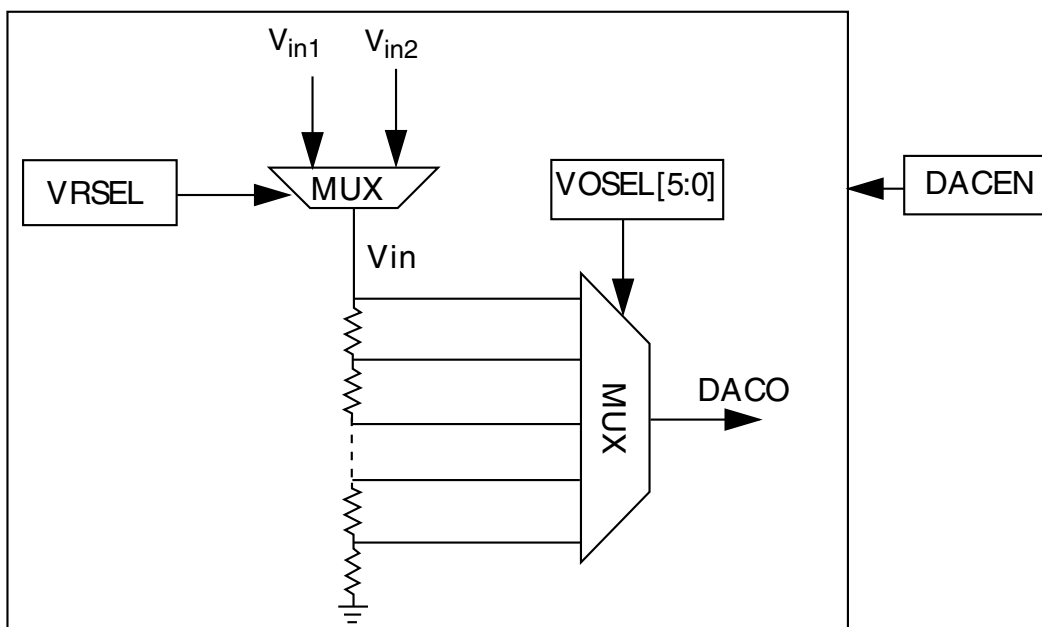 Vin1
Vin2
VRSEL
MUX
VOSEL[5:0]
DACEN
Vin
MUX
DACO